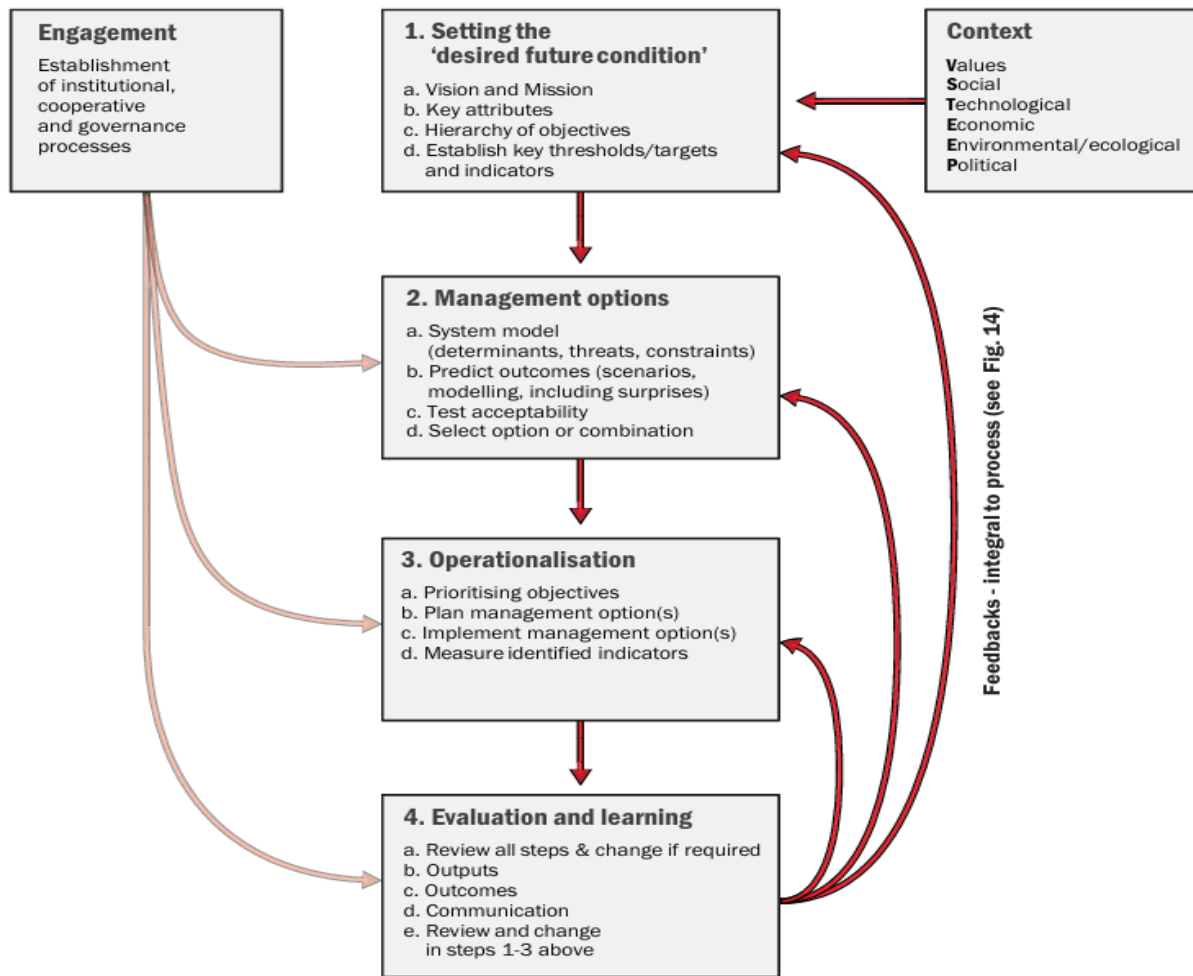 Engagement
Establishment
of institutional,
cooperative
and governance
processes
1. Setting the
‘desired future condition’
a. Vision and Mission
b. Key attributes
c. Hierarchy of objectives
d. Establish key thresholds/targets
and indicators
Context
Values
Social
Technological
Economic
Environmental/ecological
Political
2. Management options
a. System model
(determinants, threats, constraints)
b. Predict outcomes (scenarios,
modelling, including surprises)
c. Test acceptability
d. Select option or combination
3. Operationalisation
a. Prioritising objectives
b. Plan management option(s)
c. Implement management option(s)
d. Measure identified indicators
4. Evaluation and learning
a. Review all steps & change if required
b. Outputs
c. Outcomes
d. Communication
e. Review and change
in steps 1-3 above
Feedbacks - integral to process (see Fig. 14)